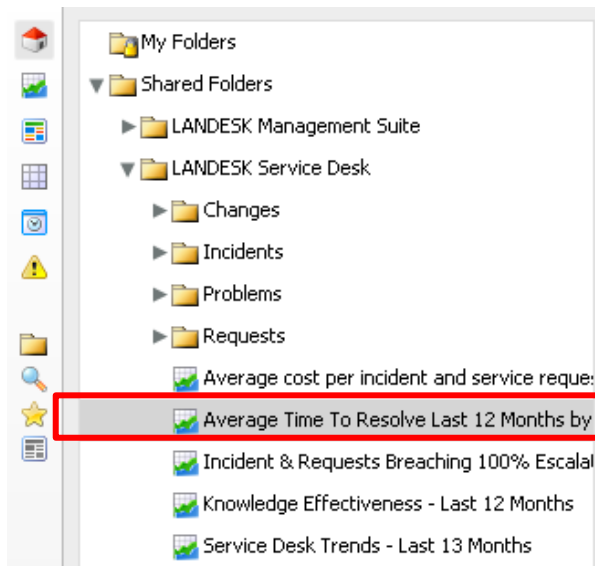 My Folders
Shared Folders
LANDESK Management Suite
LANDESK Service Desk
Changes
Incidents
Problems
Requests
Average cost per incident and service
Average Time To Resolve Last 12 Months by
Incident & Requests Breaching 100%
Knowledge Effectiveness - Last 12 Months
Service Desk Trends - Last 13 Months